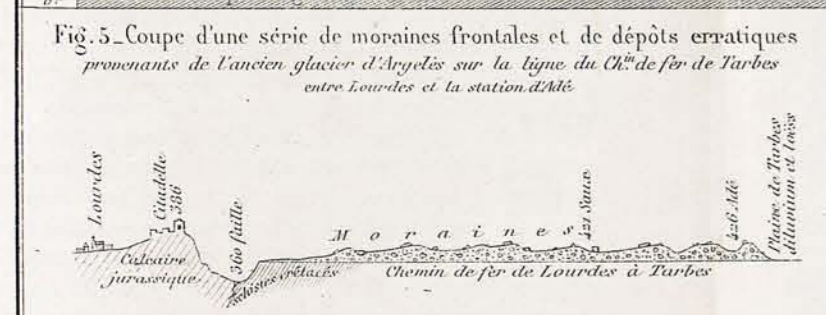 Fig. 5_Coupe d'une série de moraines frontales et de dépôts erratiques
provenants de l'ancien glacier d'Argelès sur la ligne du Ch.in de fer de Tarbes
entre Lourdes et la station d'Adé
Lourdes
Citadelle
386
360 faille
Moraines
421 Saux
426 Adé
Plaine de Tarbes
dilunium et loëss
Calcaire
jurassique
schistes crétacés
Chemin de fer de Lourdes à Tarbes